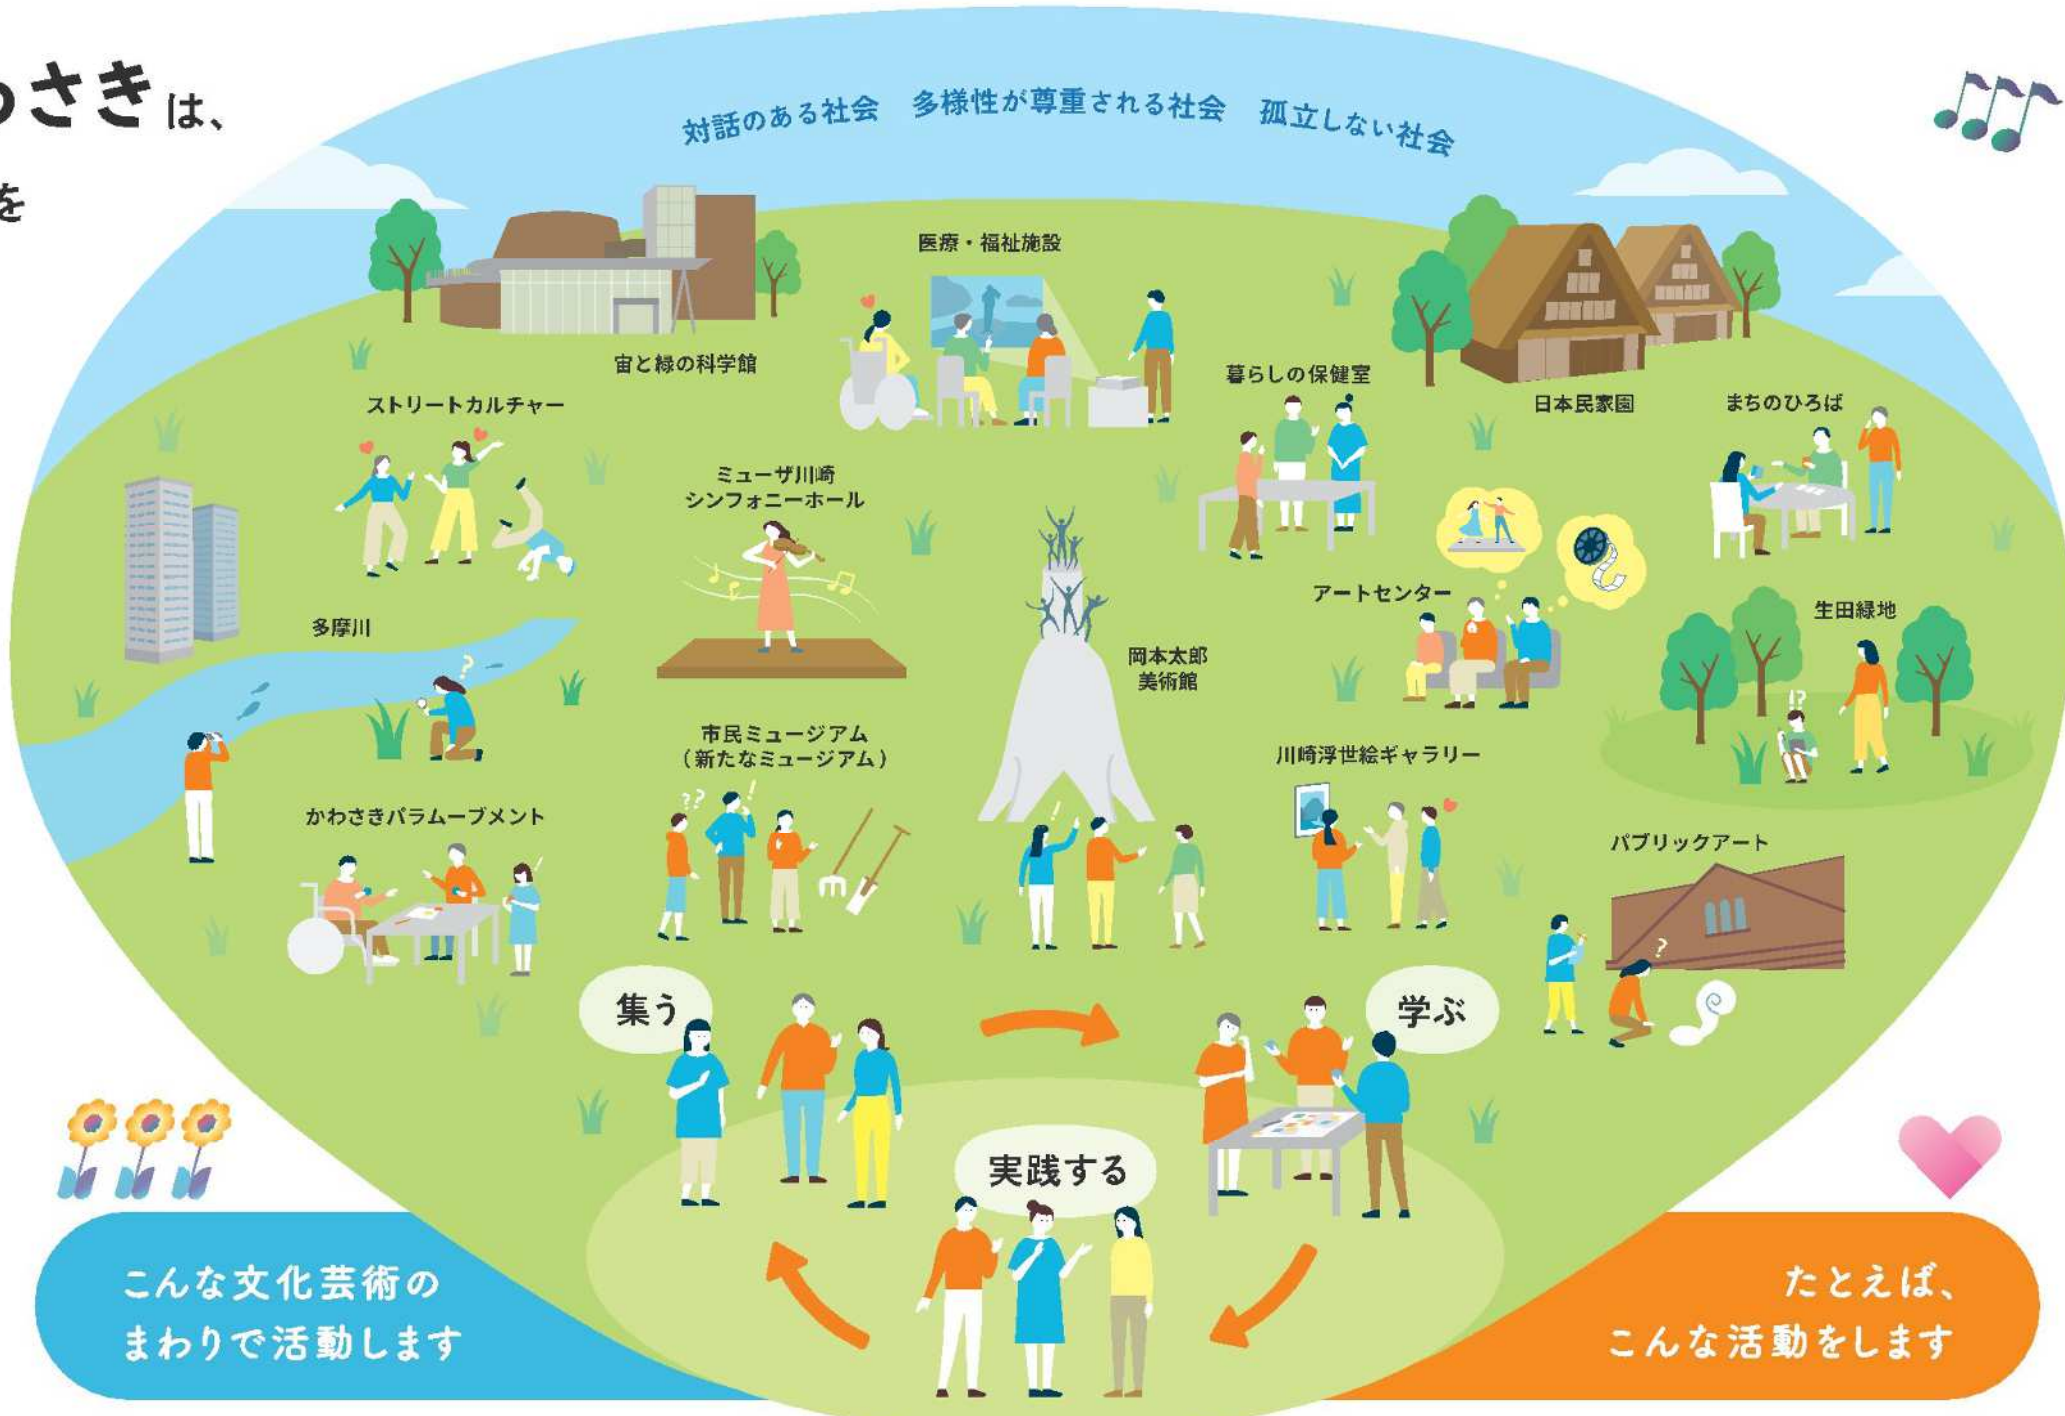 わさきは、
を
対話のある社会　多様性が尊重される社会　孤立しない社会
医療・福祉施設
宙と緑の科学館
暮らしの保健室
ストリートカルチャー
日本民家園
まちのひろば
ミューザ川崎
シンフォニーホール
アートセンター
生田緑地
多摩川
岡本太郎
美術館
市民ミュージアム
（新たなミュージアム）
川崎浮世絵ギャラリー
かわさきパラムーブメント
パブリックアート
集う
学ぶ
実践する
こんな文化芸術の
まわりで活動します
たとえば、
こんな活動をします